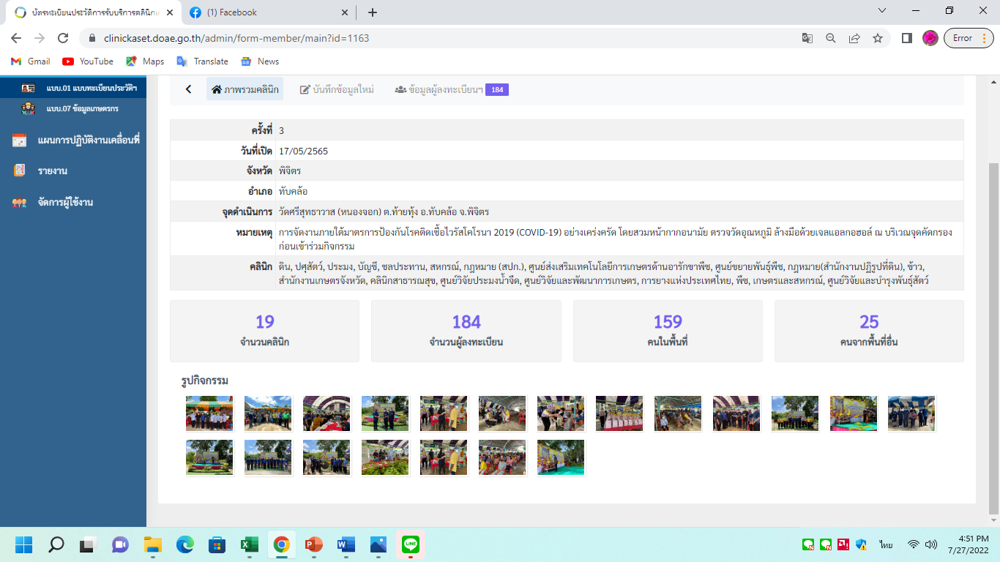 บัตรทะเบียนประวัติการรับบริการคลินิกเ
(1) Facebook
clinickaset.doae.go.th/admin/form-member/main?id=1163
Error
Gmail
YouTube
Maps
Translate
News
แบบ.01 แบบทะเบียนประวัติฯ
แบบ.07 ข้อมูลเกษตรกร
แผนการปฏิบัติงานเคลื่อนที่
รายงาน
จัดการผู้ใช้งาน
ภาพรวมคลินิก
บันทึกข้อมูลใหม่
ข้อมูลผู้ลงทะเบียนฯ 184
ครั้งที่ 3
วันที่เปิด 17/05/2565
จังหวัด พิจิตร
อำเภอ ทับคล้อ
จุดดำเนินการ วัดศรีสุทธาวาส (หนองจอก) ต.ท้ายทุ้ง อ.ทับคล้อ จ.พิจิตร
หมายเหตุ การจัดงานภายใต้มาตรการป้องกันโรคติดเชื้อไวรัสโคโรนา 2019 (COVID-19) อย่างเคร่งครัด โดยสวมหน้ากากอนามัย ตรวจวัดอุณหภูมิ ล้างมือด้วยเจลแอลกอฮอล์ ณ บริเวณจุดคัดกรอง
ก่อนเข้าร่วมกิจกรรม
คลินิก ดิน, ปศุสัตว์, ประมง, บัญชี, ชลประทาน, สหกรณ์, กฎหมาย (สปก.), ศูนย์ส่งเสริมเทคโนโลยีการเกษตรด้านอารักขาพืช, ศูนย์ขยายพันธุ์พืช, กฎหมาย(สำนักงานปฏิรูปที่ดิน), ข้าว,
สำนักงานเกษตรจังหวัด, คลินิกสาธารณสุข, ศูนย์วิจัยประมงน้ำจืด, ศูนย์วิจัยและพัฒนาการเกษตร, การยางแห่งประเทศไทย, พืช, เกษตรและสหกรณ์, ศูนย์วิจัยและบำรุงพันธุ์สัตว์
19
จำนวนคลินิก
184
จำนวนผู้ลงทะเบียน
159
คนในพื้นที่
25
คนจากพื้นที่อื่น
รูปกิจกรรม
LINE
ไทย
4:51 PM
7/27/2022